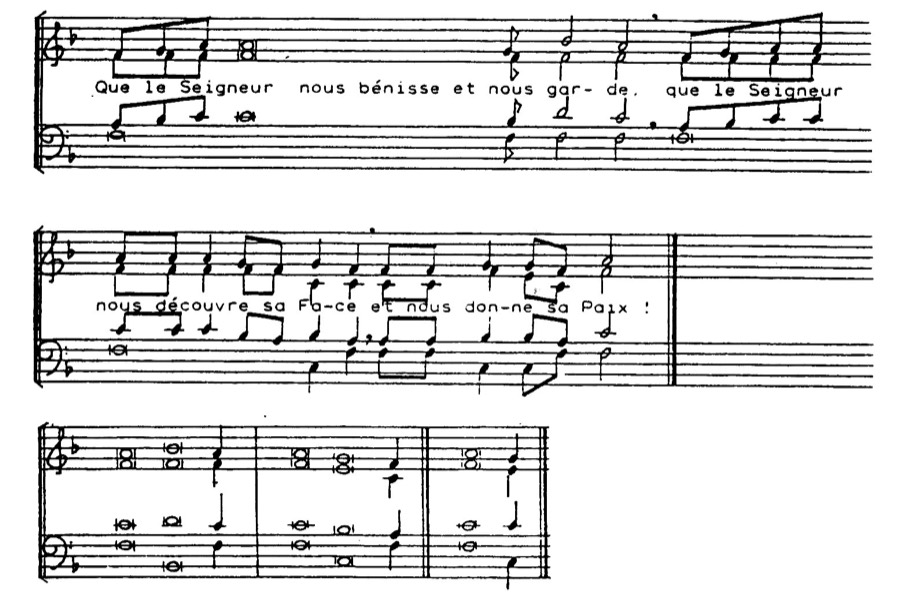 Que le Seigneur nous bénisse et nous gar- de, que le Seigneur
nous découvre sa Fa-ce et nous don-ne sa Paix !